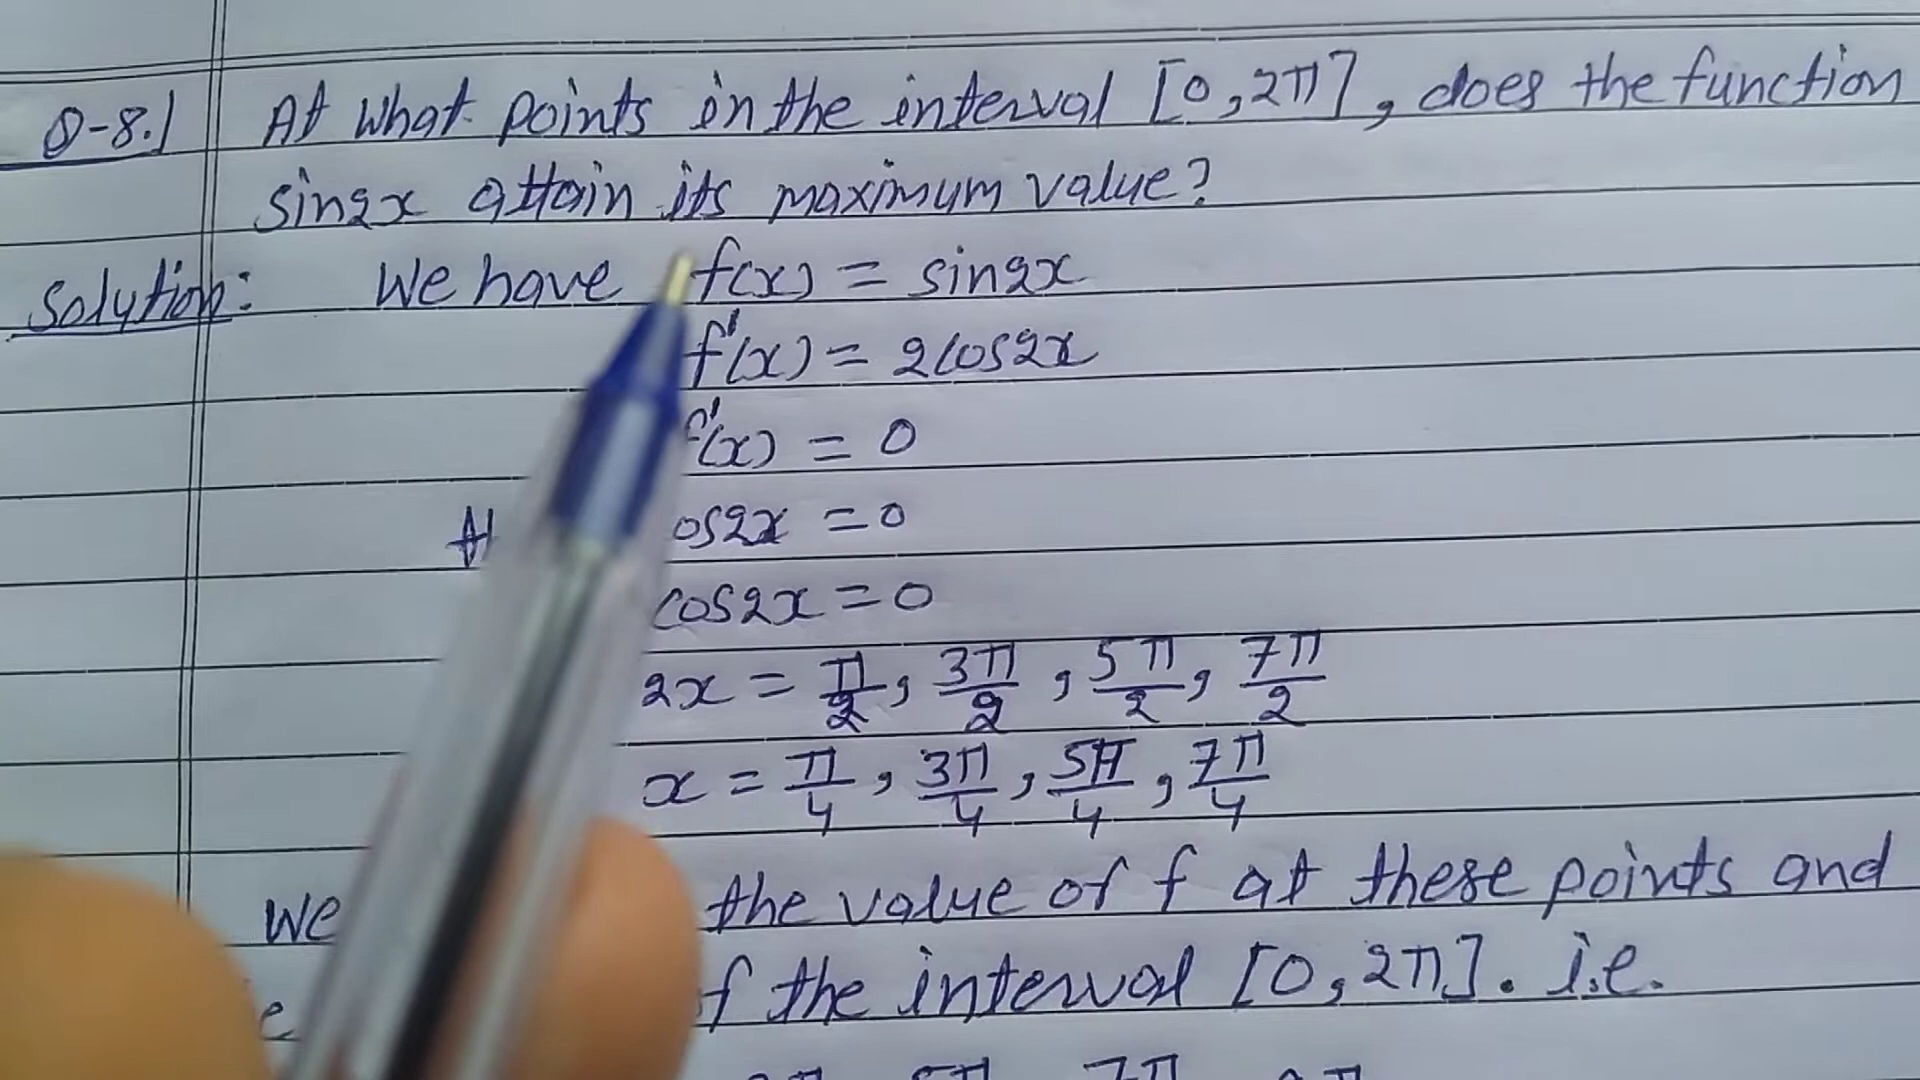 Q-8.) At what points in the interval [0,2π], does the function
sin2x attain its maximum value?
Solution: We have f(x) = sin2x
f'(x) = 2cos2x
f'(x) = 0
os2x = 0
cos2x = 0
2x = π/2, 3π/2, 5π/2, 7π/2
x = π/4, 3π/4, 5π/4, 7π/4
We the value of f at these points and
f the interval [0,2π]. i.e.